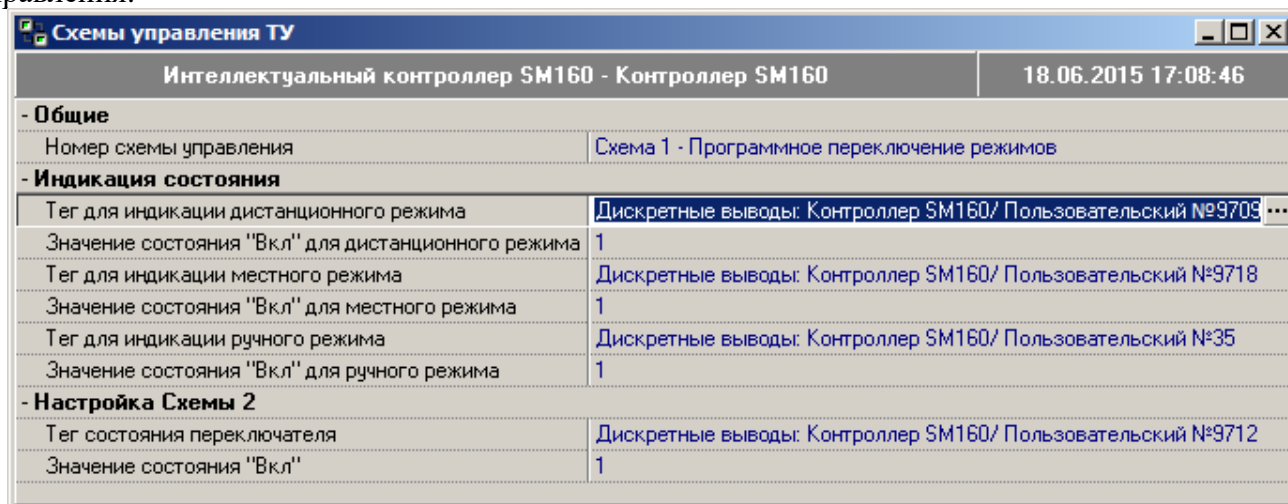 Схемы управления ТУ
Интеллектуальный контроллер SM160 - Контроллер SM160 18.06.2015 17:08:46
- Общие
Номер схемы управления Схема 1 - Программное переключение режимов
- Индикация состояния
Тег для индикации дистанционного режима Дискретные выводы: Контроллер SM160/ Пользовательский №9709 ...
Значение состояния "Вкл" для дистанционного режима 1
Тег для индикации местного режима Дискретные выводы: Контроллер SM160/ Пользовательский №9718
Значение состояния "Вкл" для местного режима 1
Тег для индикации ручного режима Дискретные выводы: Контроллер SM160/ Пользовательский №35
Значение состояния "Вкл" для ручного режима 1
- Настройка Схемы 2
Тег состояния переключателя Дискретные выводы: Контроллер SM160/ Пользовательский №9712
Значение состояния "Вкл" 1